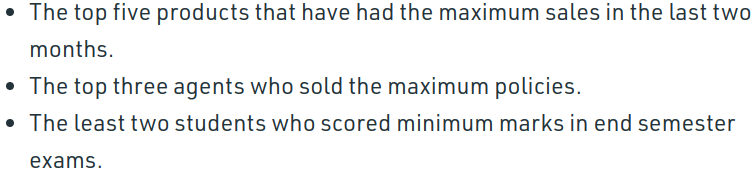 • The top five products that have had the maximum sales in the last two
months.
• The top three agents who sold the maximum policies.
• The least two students who scored minimum marks in end semester
exams.